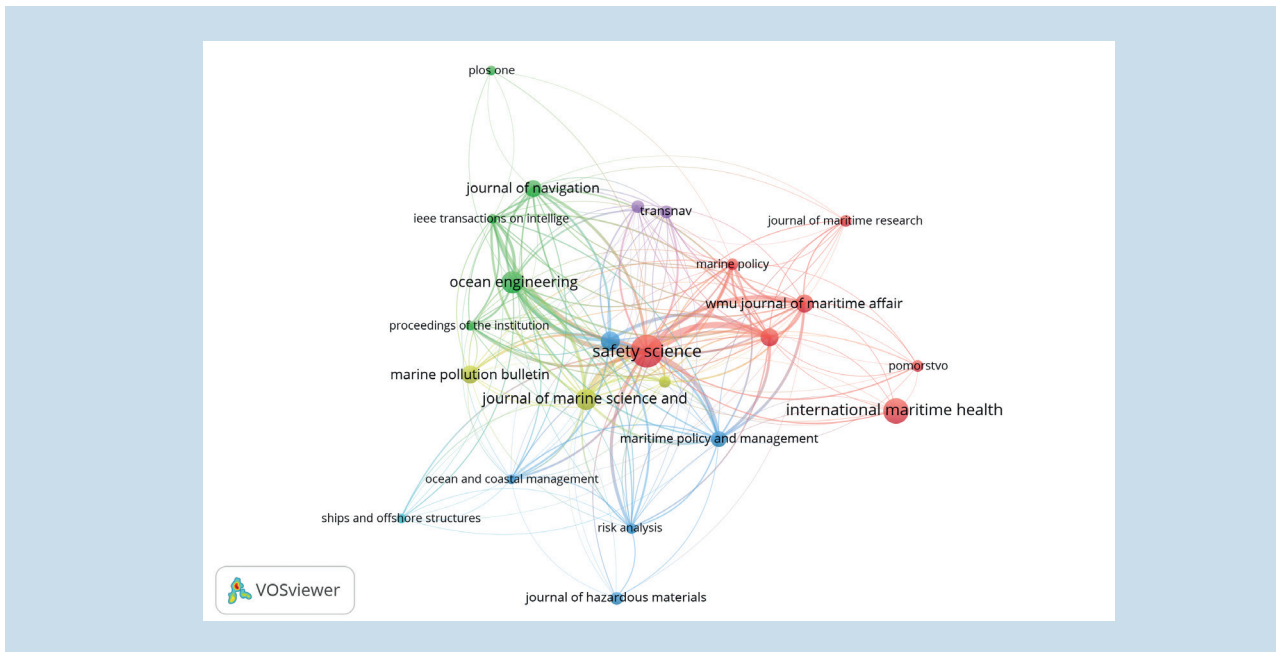 plos one
journal of navigation
ieee transactions on intellige
transnav
journal of maritime research
marine policy
ocean engineering
wmu journal of maritime affair
proceedings of the institution
safety science
pomorstvo
marine pollution bulletin
journal of marine science and
international maritime health
maritime policy and management
ocean and coastal management
ships and offshore structures
risk analysis
VOSviewer
journal of hazardous materials